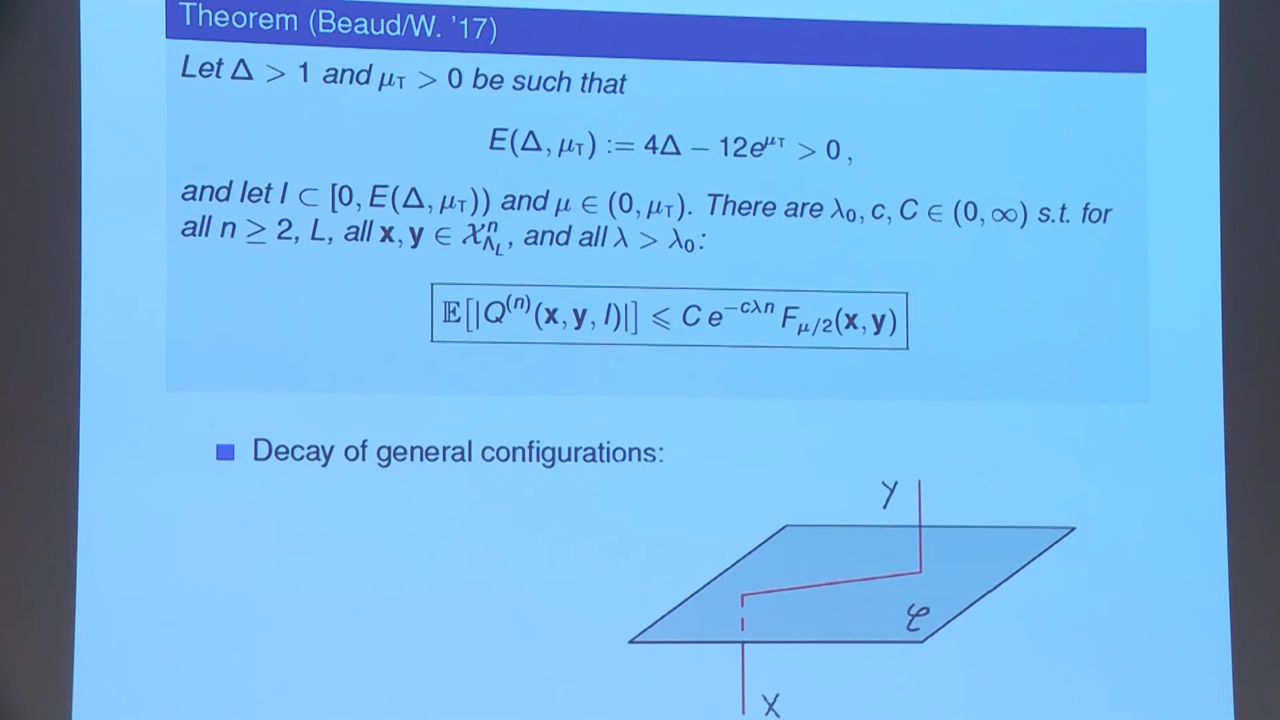 Theorem (Beaud/W. '17)
Let Δ > 1 and μ_T > 0 be such that
E(Δ, μ_T) := 4Δ − 12e^{μ_T} > 0 ,
and let I ⊂ [0, E(Δ, μ_T)) and μ ∈ (0, μ_T). There are λ₀, c, C ∈ (0, ∞) s.t. for
all n ≥ 2, L, all x, y ∈ 𝒳^n_{Λ_L}, and all λ > λ₀:
𝔼[|Q^{(n)}(x, y, I)|] ⩽ C e^{−cλn} F_{μ/2}(x, y)
■ Decay of general configurations:
y
𝒞
x